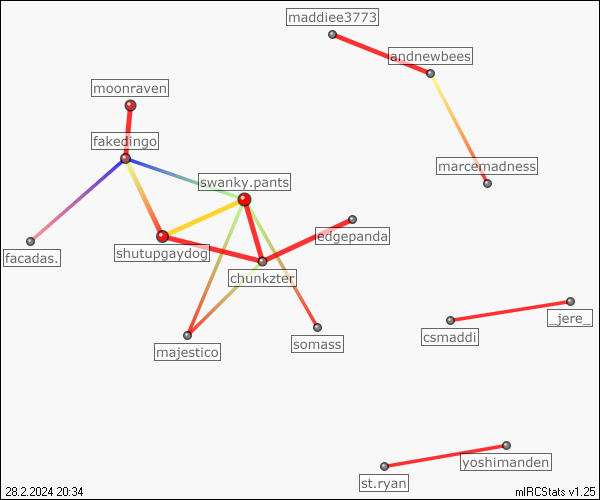 maddiee3773
andnewbees
moonraven
fakedingo
marcemadness
swanky.pants
edgepanda
shutupgaydog
facadas.
chunkzter
_jere_
csmaddi
somass
majestico
yoshimanden
st.ryan
28.2.2024 20:34
mIRCStats v1.25